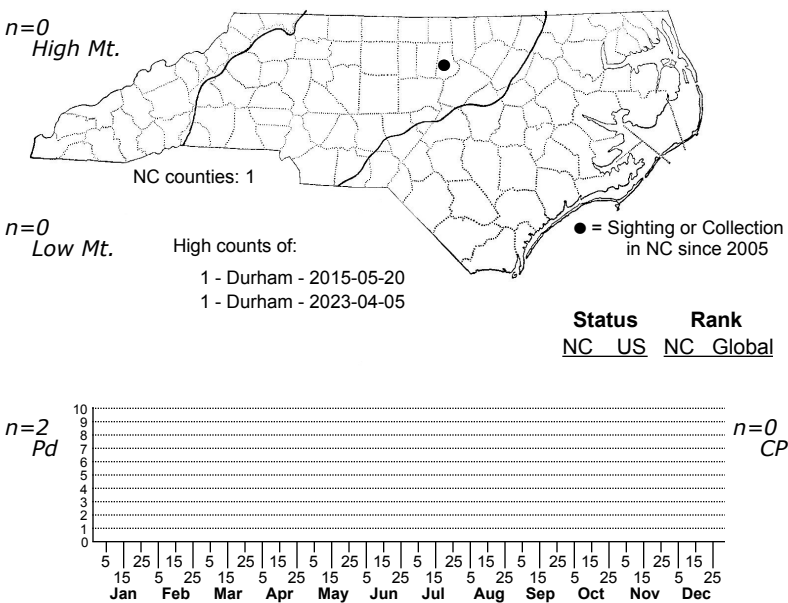 n=0
High Mt.
NC counties: 1
n=0
Low Mt.
High counts of:
1 - Durham - 2015-05-20
1 - Durham - 2023-04-05
● = Sighting or Collection
in NC since 2005
Status Rank
NC US NC Global
n=2
Pd
n=0
CP
10
9
8
7
6
5
4
3
2
1
0
5 25 15 5 25 15 5 25 15 5 25 15 5 25 15 5 25 15
15 5 25 15 5 25 15 5 25 15 5 25 15 5 25 15 5 25
Jan Feb Mar Apr May Jun Jul Aug Sep Oct Nov Dec